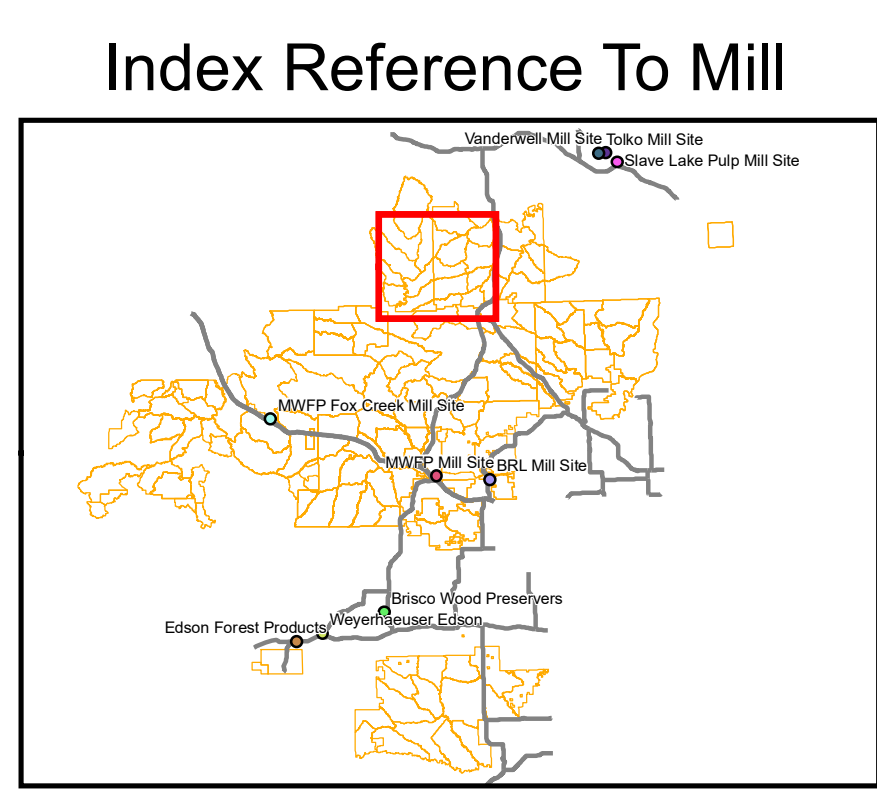 Index Reference To Mill
Vanderwell Mill Site Tolko Mill Site
Slave Lake Pulp Mill Site
MWFP Fox Creek Mill Site
MWFP Mill Site BRL Mill Site
Brisco Wood Preservers
Weyerhaeuser Edson
Edson Forest Products